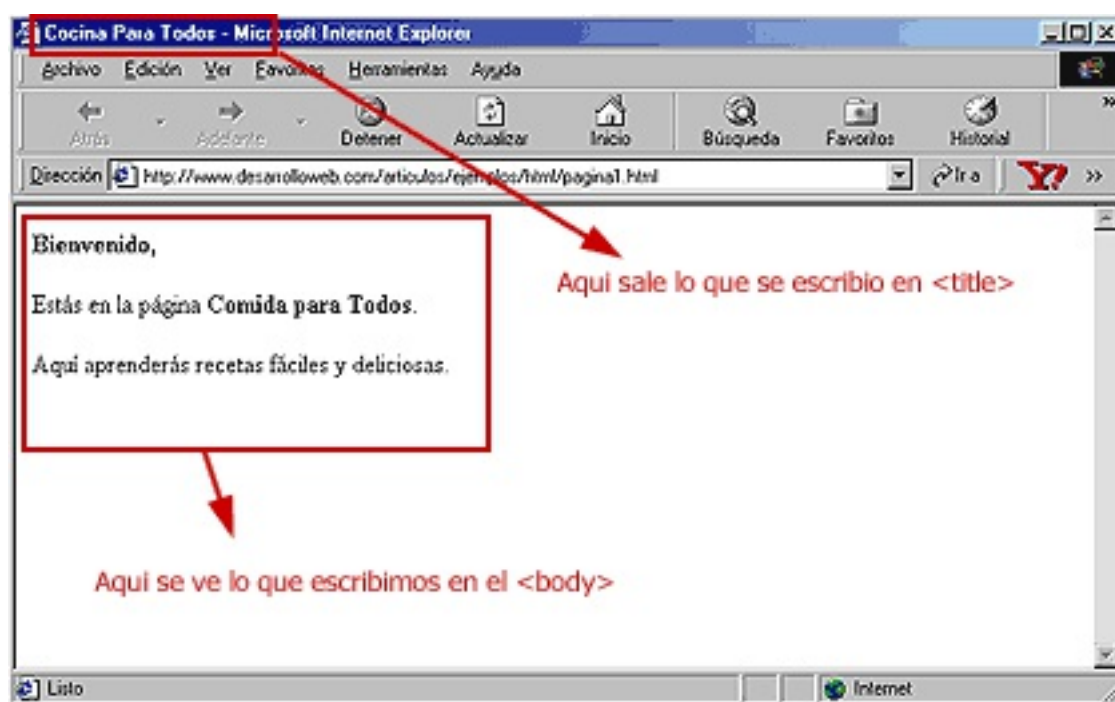 Cocina Para Todos - Microsoft Internet Explorer
Archivo Edición Ver Favoritos Herramientas Ayuda
Atrás Adelante Detener Actualizar Inicio Búsqueda Favoritos Historial »
Dirección http://www.desarrolloweb.com/articulos/ejemplos/html/pagina1.html Ir a Y! »
Bienvenido,
Aqui sale lo que se escribio en <title>
Estás en la página Comida para Todos.
Aquí aprenderás recetas fáciles y deliciosas.
Aqui se ve lo que escribimos en el <body>
Listo Internet